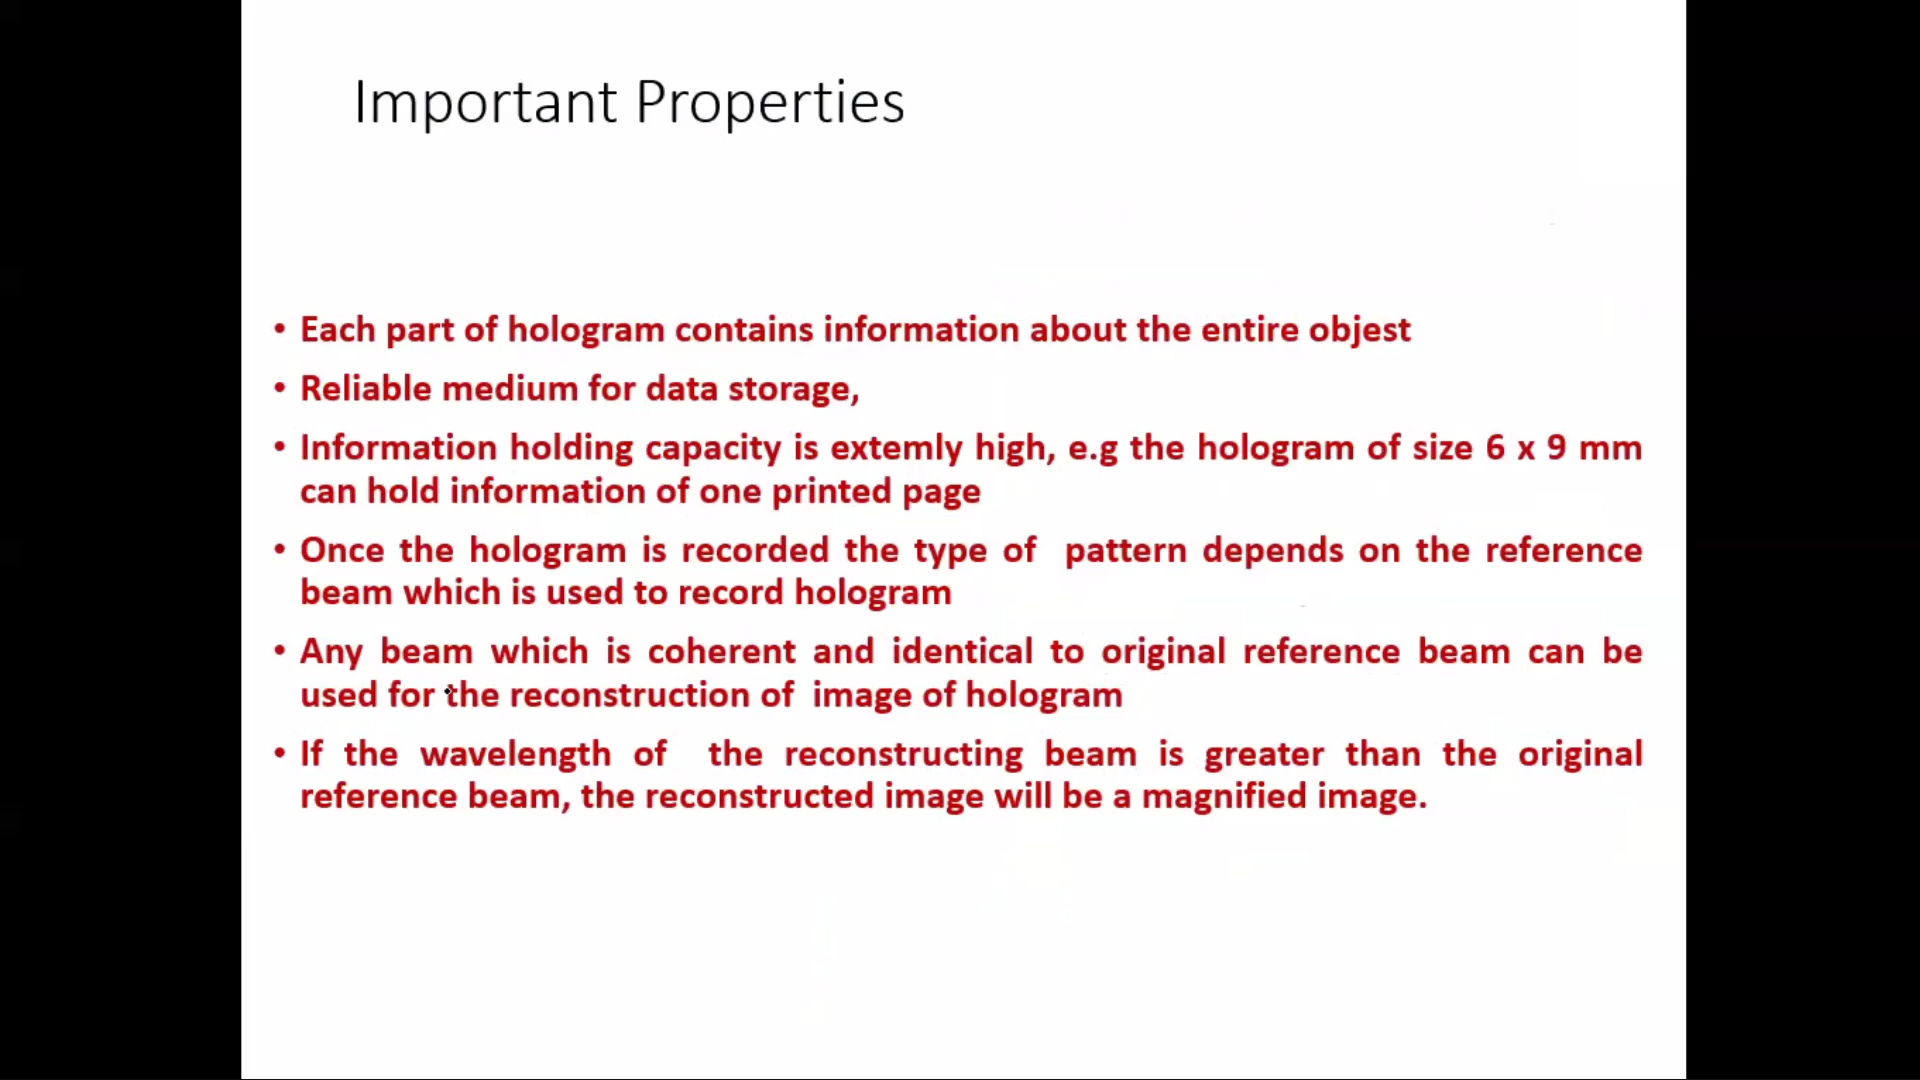 Important Properties
• Each part of hologram contains information about the entire objest
• Reliable medium for data storage,
• Information holding capacity is extemly high, e.g the hologram of size 6 x 9 mm
can hold information of one printed page
• Once the hologram is recorded the type of pattern depends on the reference
beam which is used to record hologram
• Any beam which is coherent and identical to original reference beam can be
used for the reconstruction of image of hologram
• If the wavelength of the reconstructing beam is greater than the original
reference beam, the reconstructed image will be a magnified image.